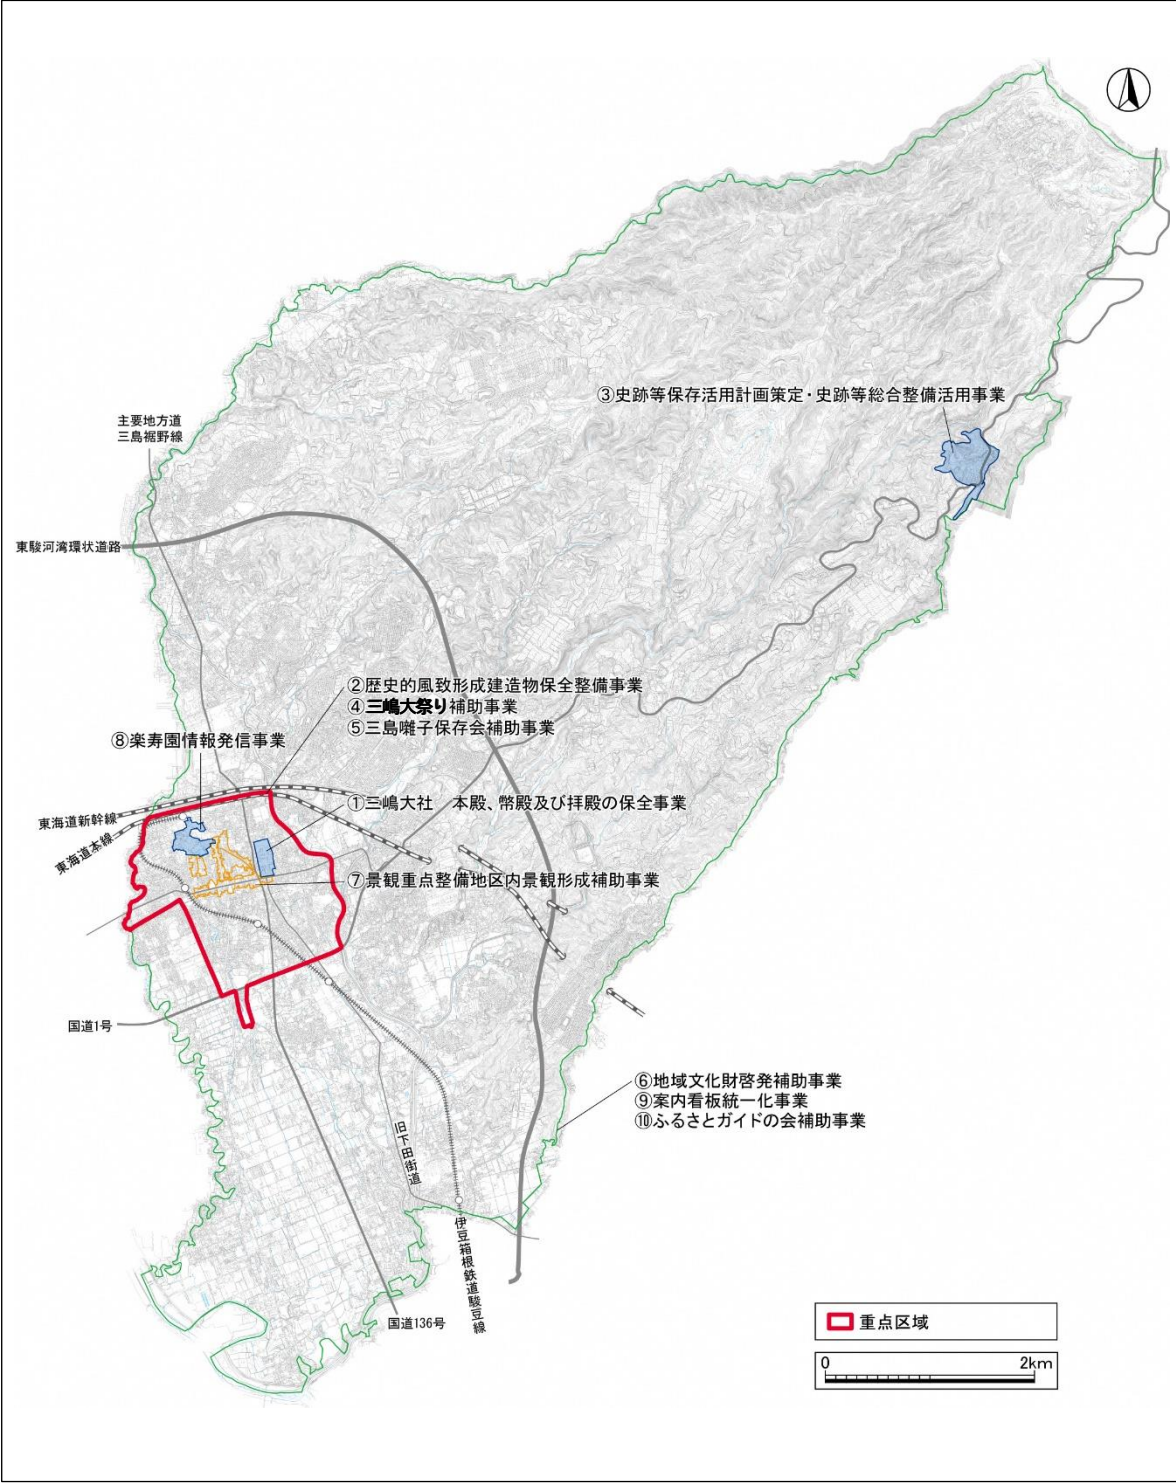 ③史跡等保存活用計画策定・史跡等総合整備活用事業
主要地方道
三島裾野線
東駿河湾環状道路
②歴史的風致形成建造物保全整備事業
④三嶋大祭り補助事業
⑤三島囃子保存会補助事業
⑧楽寿園情報発信事業
①三嶋大社　本殿、幣殿及び拝殿の保全事業
東海道新幹線
東海道本線
⑦景観重点整備地区内景観形成補助事業
国道1号
⑥地域文化財啓発補助事業
⑨案内看板統一化事業
⑩ふるさとガイドの会補助事業
旧下田街道
伊豆箱根鉄道駿豆線
国道136号
重点区域
0 2km